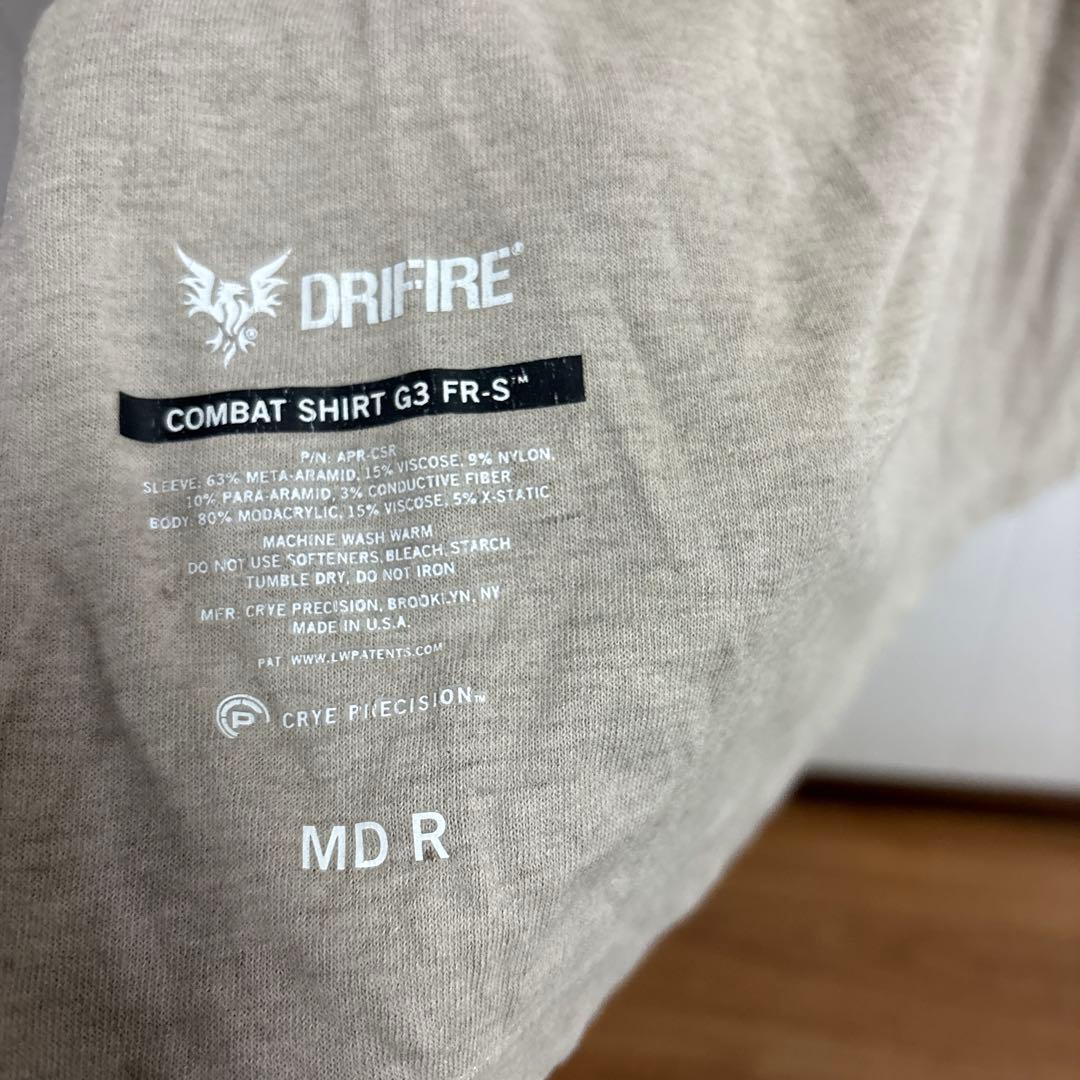 DRIFIRE®
COMBAT SHIRT G3 FR-S™
P/N: APR-CSR
SLEEVE: 63% META-ARAMID, 15% VISCOSE, 9% NYLON,
10% PARA-ARAMID, 3% CONDUCTIVE FIBER
BODY: 80% MODACRYLIC, 15% VISCOSE, 5% X-STATIC
MACHINE WASH WARM
DO NOT USE SOFTENERS, BLEACH, STARCH
TUMBLE DRY, DO NOT IRON
MFR: CRYE PRECISION, BROOKLYN, NY
MADE IN U.S.A.
PAT. WWW.LWPATENTS.COM
CRYE PRECISION™
MD R